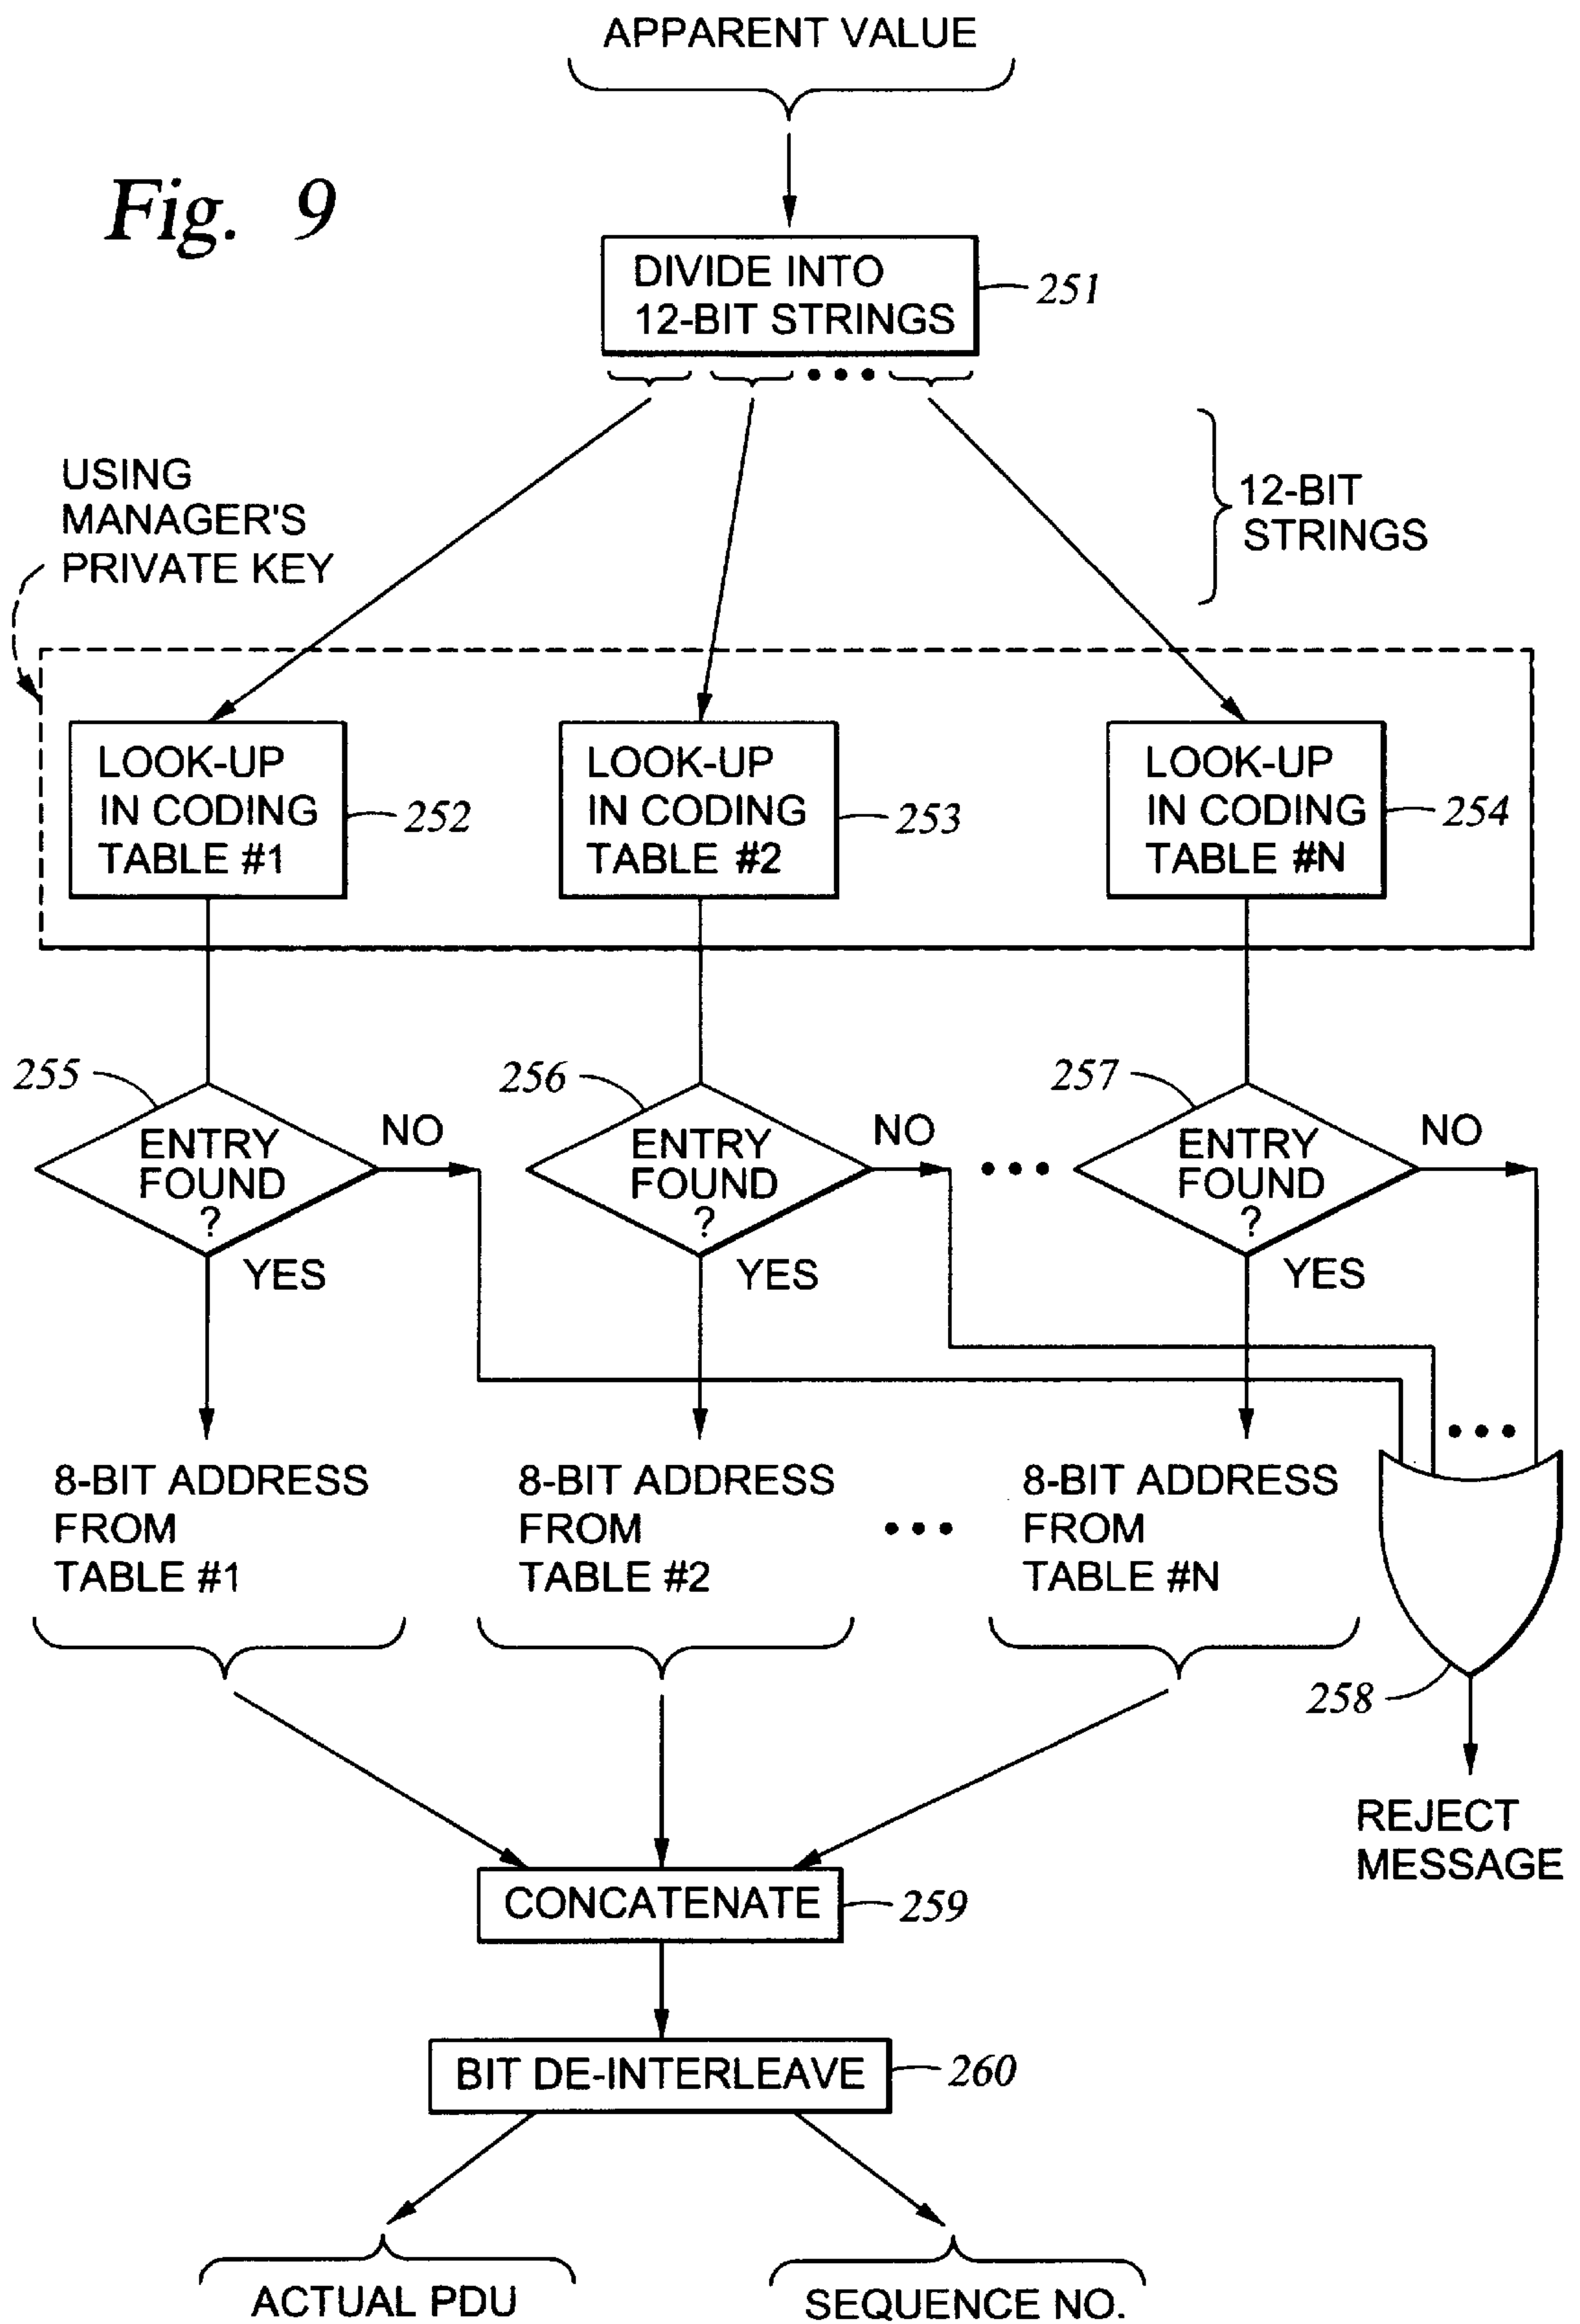 APPARENT VALUE
Fig. 9
DIVIDE INTO
12-BIT STRINGS
251
USING
MANAGER'S
PRIVATE KEY
12-BIT
STRINGS
LOOK-UP
IN CODING
TABLE #1
252
LOOK-UP
IN CODING
TABLE #2
253
LOOK-UP
IN CODING
TABLE #N
254
255
ENTRY
FOUND
?
NO
YES
256
ENTRY
FOUND
?
NO
YES
257
ENTRY
FOUND
?
NO
YES
8-BIT ADDRESS
FROM
TABLE #1
8-BIT ADDRESS
FROM
TABLE #2
8-BIT ADDRESS
FROM
TABLE #N
258
REJECT
MESSAGE
CONCATENATE
259
BIT DE-INTERLEAVE
260
ACTUAL PDU
SEQUENCE NO.